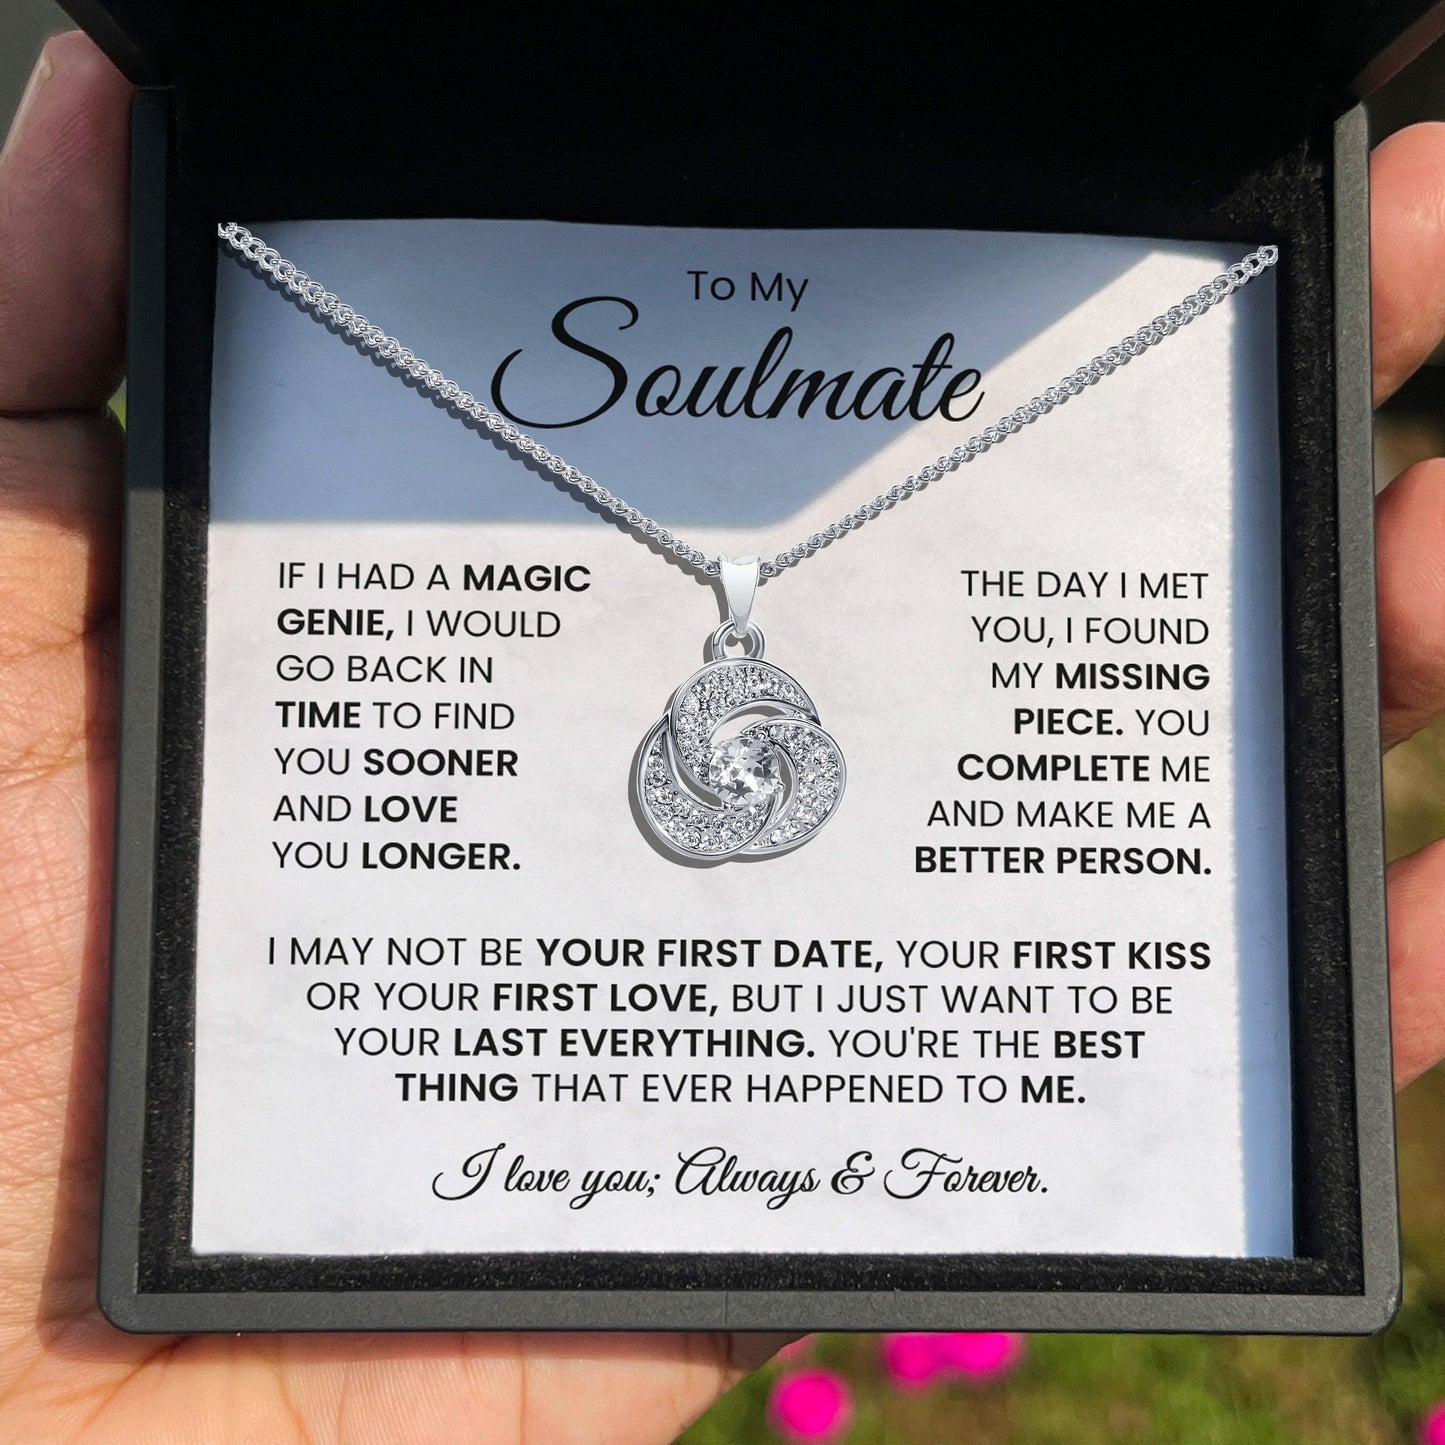 To My
Soulmate
IF I HAD A MAGIC
GENIE, I WOULD
GO BACK IN
TIME TO FIND
YOU SOONER
AND LOVE
YOU LONGER.
THE DAY I MET
YOU, I FOUND
MY MISSING
PIECE. YOU
COMPLETE ME
AND MAKE ME A
BETTER PERSON.
I MAY NOT BE YOUR FIRST DATE, YOUR FIRST KISS
OR YOUR FIRST LOVE, BUT I JUST WANT TO BE
YOUR LAST EVERYTHING. YOU'RE THE BEST
THING THAT EVER HAPPENED TO ME.
I love you; Always & Forever.